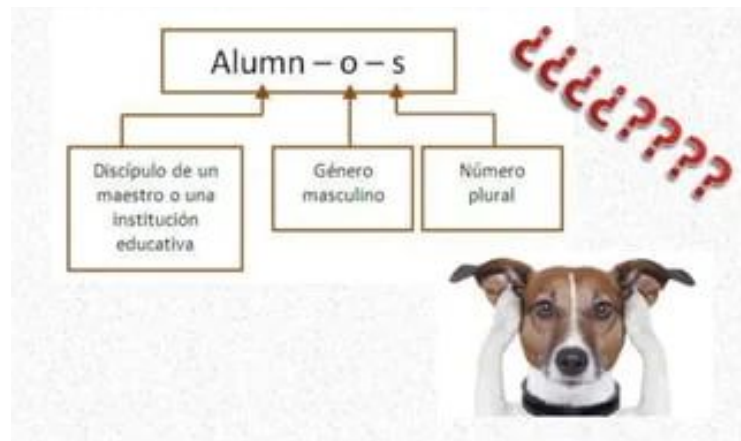 Alumn – o – s
¿¿¿¿????
Discípulo de un
maestro o una
institución
educativa
Género
masculino
Número
plural